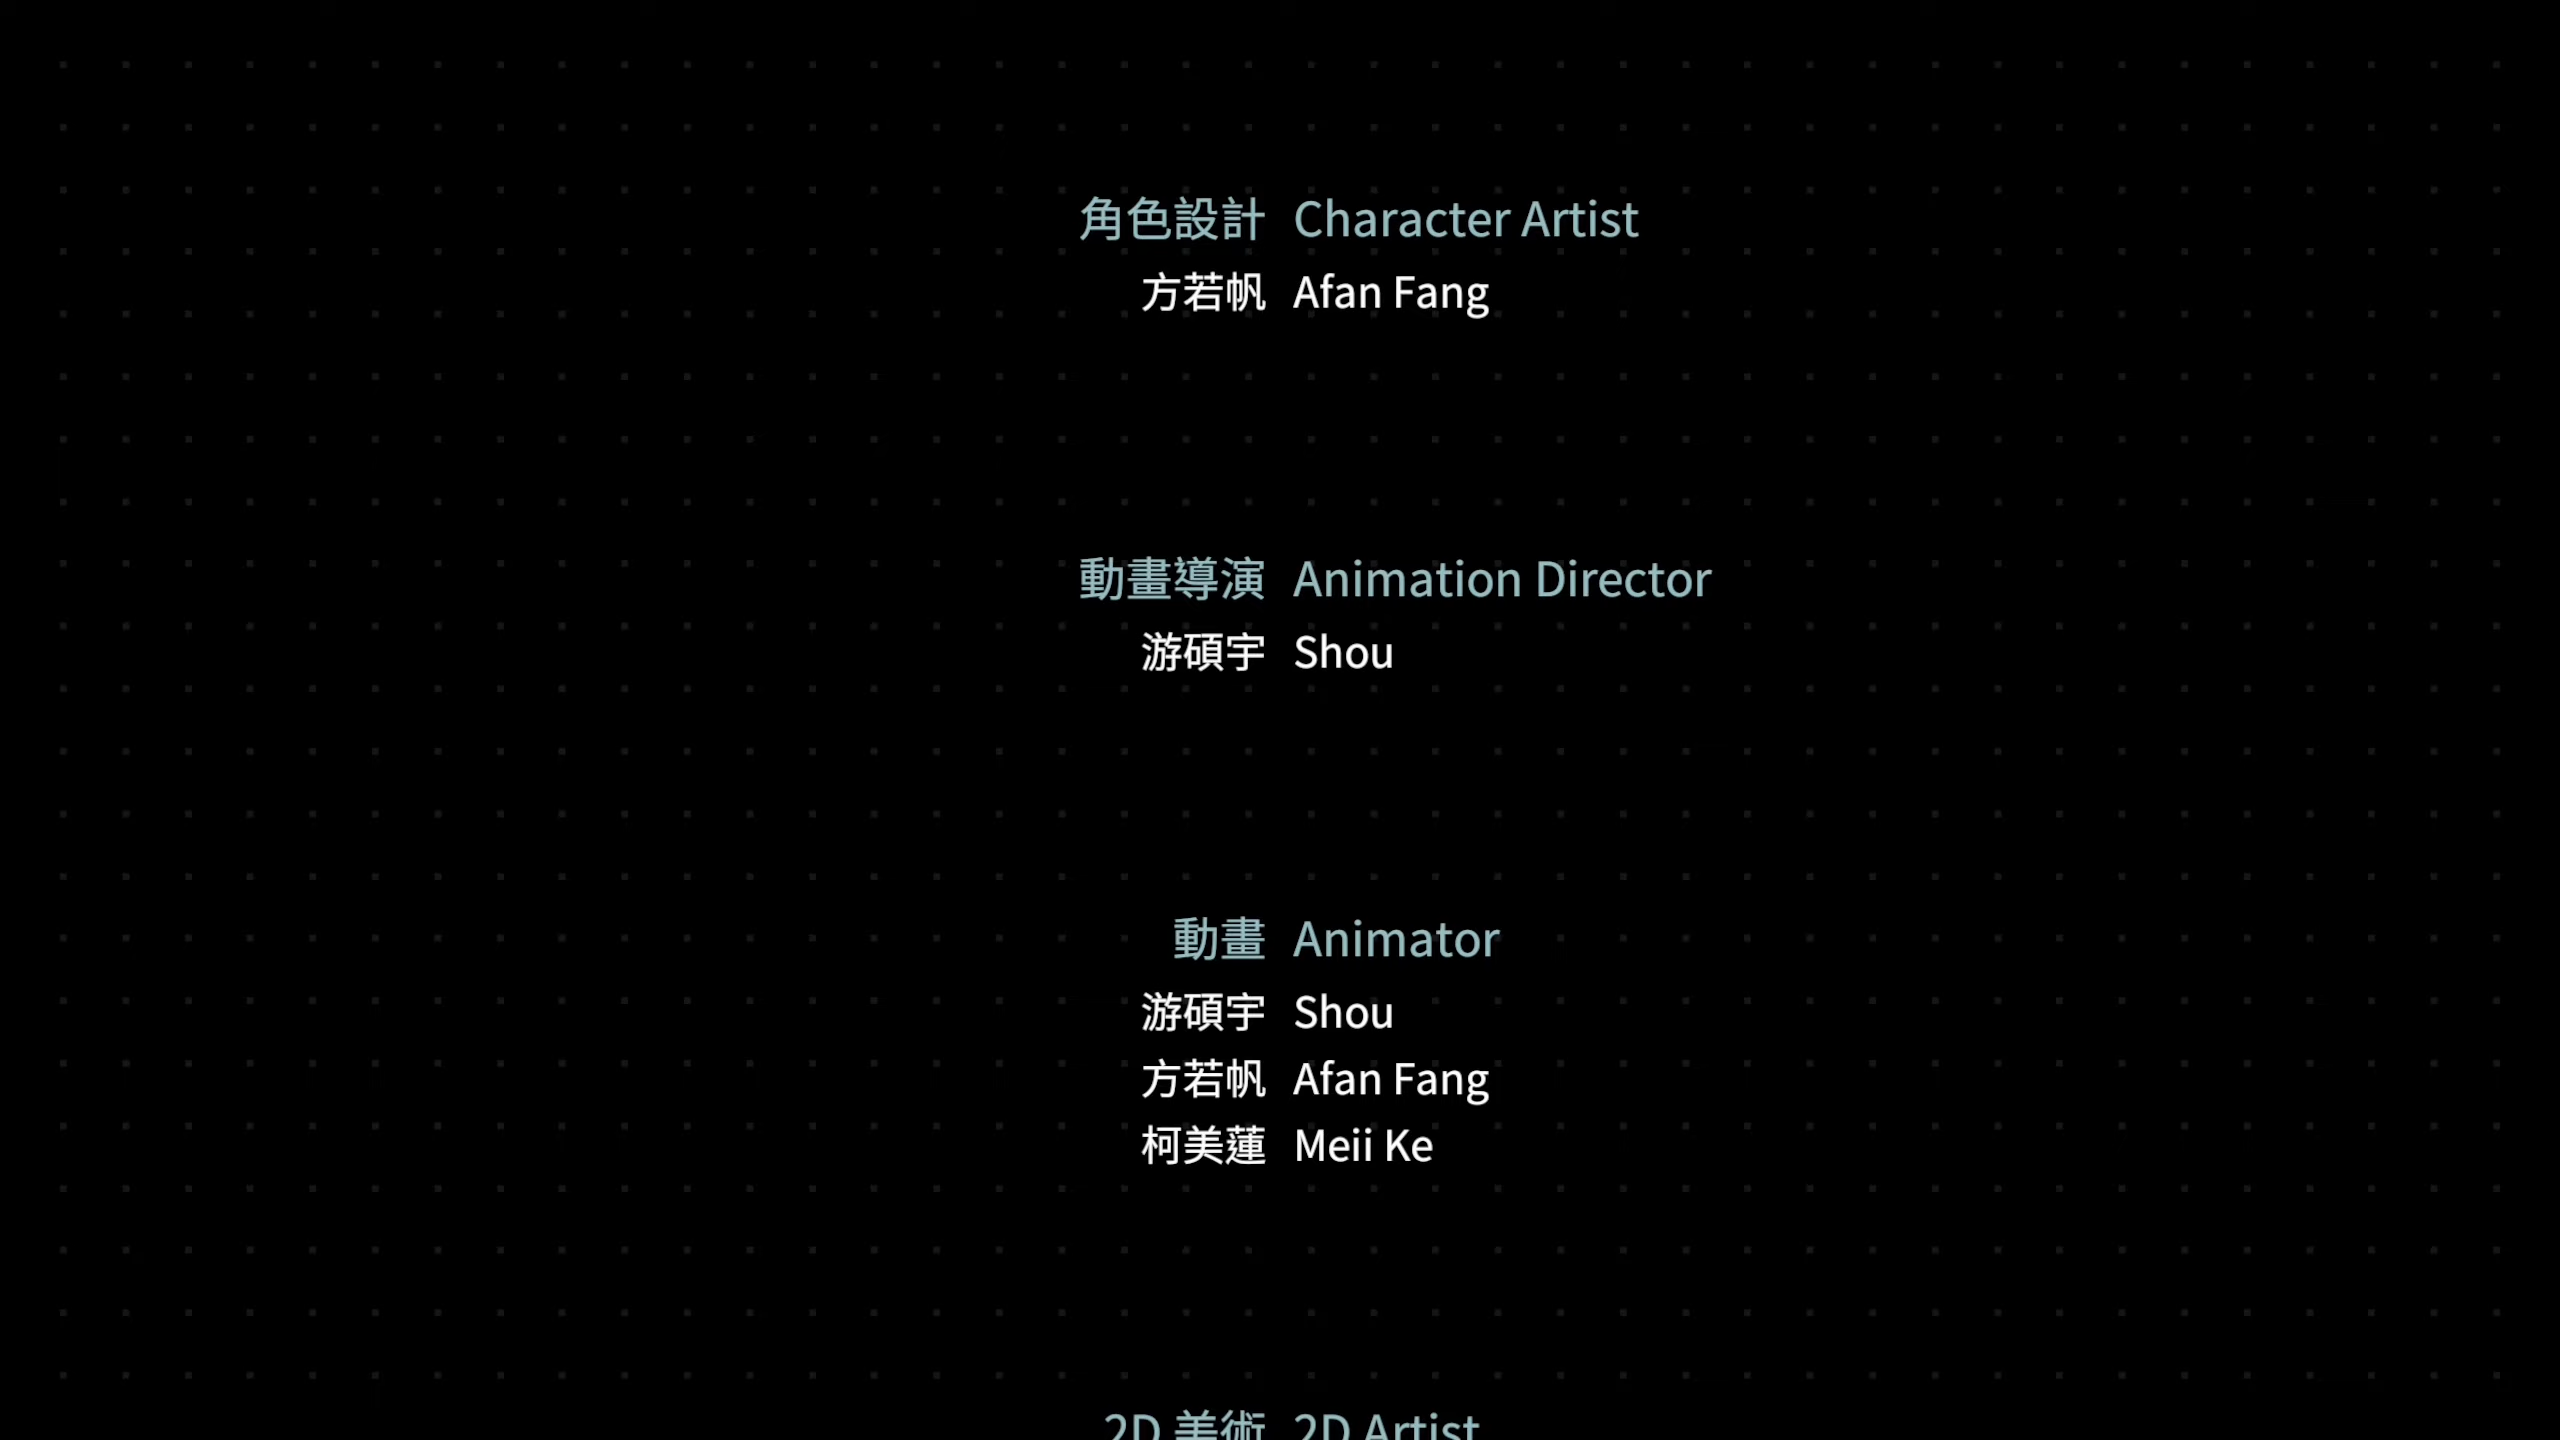 角色設計 Character Artist
方若帆 Afan Fang
動畫導演 Animation Director
游碩宇 Shou
動畫 Animator
游碩宇 Shou
方若帆 Afan Fang
柯美蓮 Meii Ke
2D 美術 2D Artist